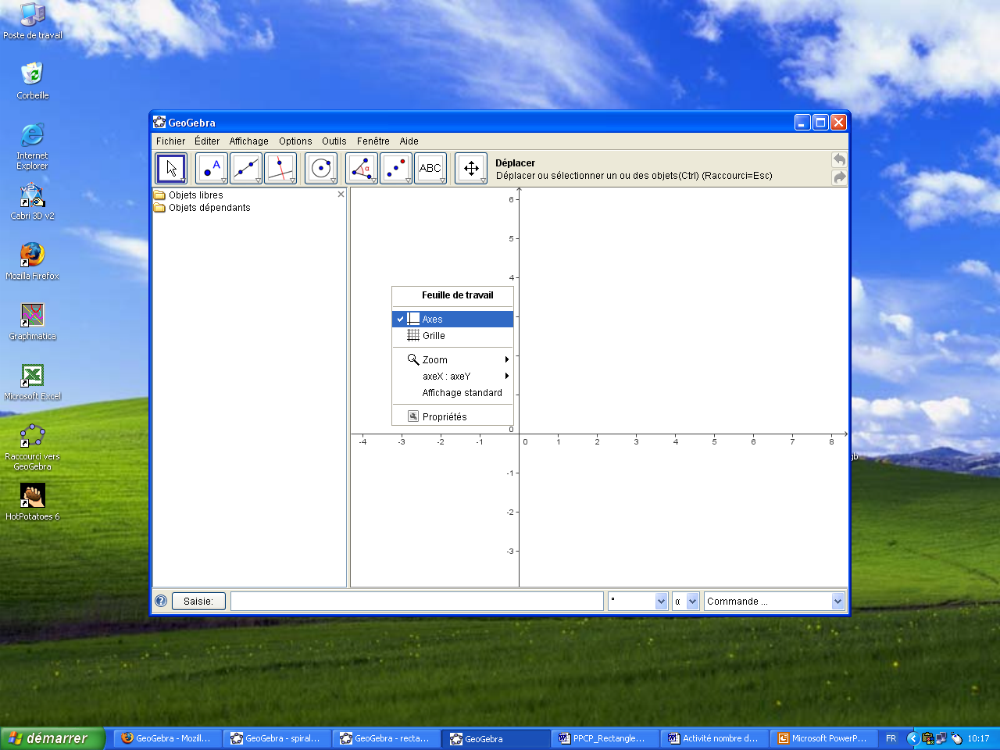 Poste de travail
Corbeille
Internet
Explorer
Cabri 3D v2
Mozilla Firefox
Graphmatica
Microsoft Excel
Raccourci vers
GeoGebra
HotPotatoes 6
GeoGebra
Fichier Éditer Affichage Options Outils Fenêtre Aide
A
α
ABC
Déplacer
Déplacer ou sélectionner un ou des objets(Ctrl) (Raccourci=Esc)
Objets libres
Objets dépendants
6
5
4
Feuille de travail
Axes
Grille
Zoom
axeX : axeY
Affichage standard
Propriétés
0
-4 -3 -2 -1 0 1 2 3 4 5 6 7 8
-1
-2
-3
gb
Saisie:
° α Commande ...
démarrer
GeoGebra - Mozill...
GeoGebra - spiral...
GeoGebra - recta...
GeoGebra
PPCP_Rectangle...
Activité nombre d...
Microsoft PowerP...
FR
10:17